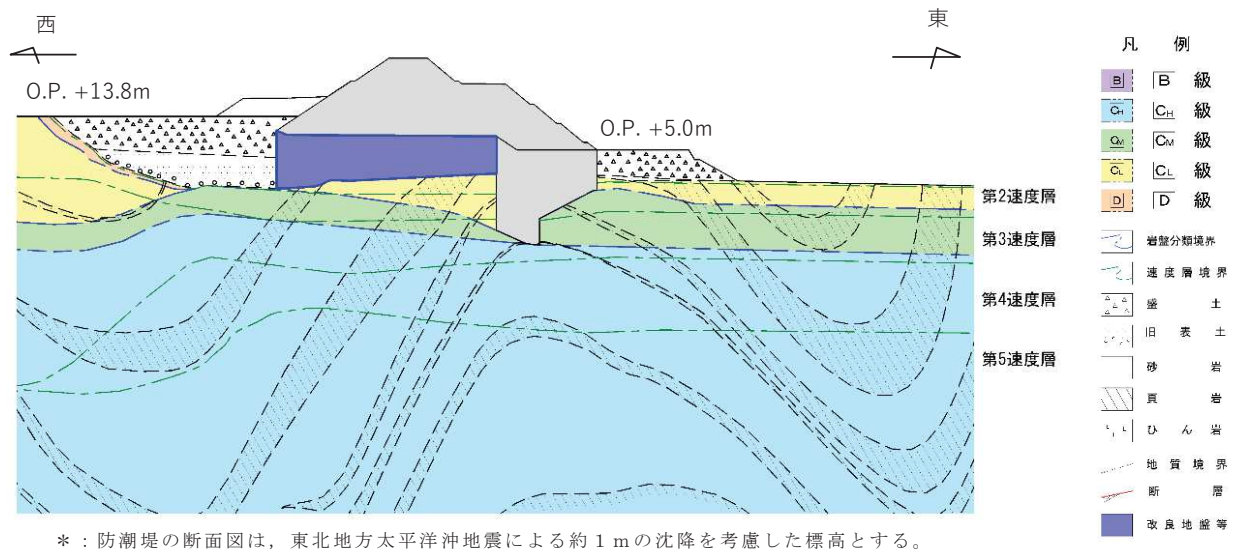 西
東
O.P. +13.8m
O.P. +5.0m
第2速度層
第3速度層
第4速度層
第5速度層
凡 例
B B 級
CH CH 級
CM CM 級
CL CL 級
D D 級
岩盤分類境界
速度層境界
盛土
旧表土
砂岩
頁岩
ひん岩
地質境界
断層
改良地盤等
*:防潮堤の断面図は,東北地方太平洋沖地震による約1mの沈降を考慮した標高とする。